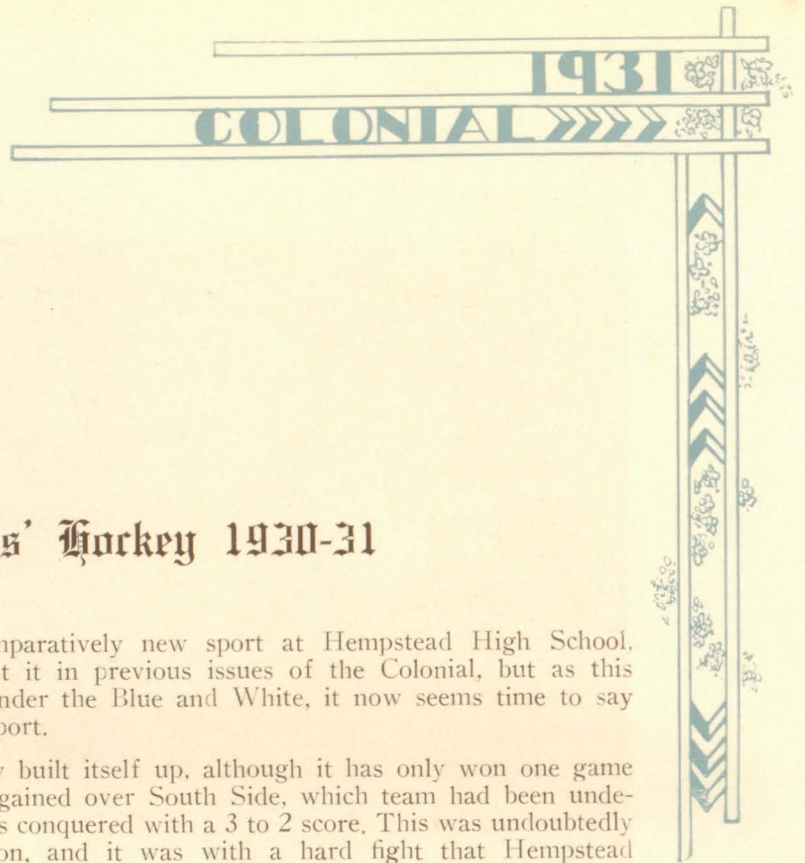 1931
COLONIAL
s' Hockey 1930-31
nparatively new sport at Hempstead High School,
t it in previous issues of the Colonial, but as this
nder the Blue and White, it now seems time to say
port.
y built itself up, although it has only won one game
gained over South Side, which team had been unde-
s conquered with a 3 to 2 score. This was undoubtedly
on, and it was with a hard fight that Hempstead